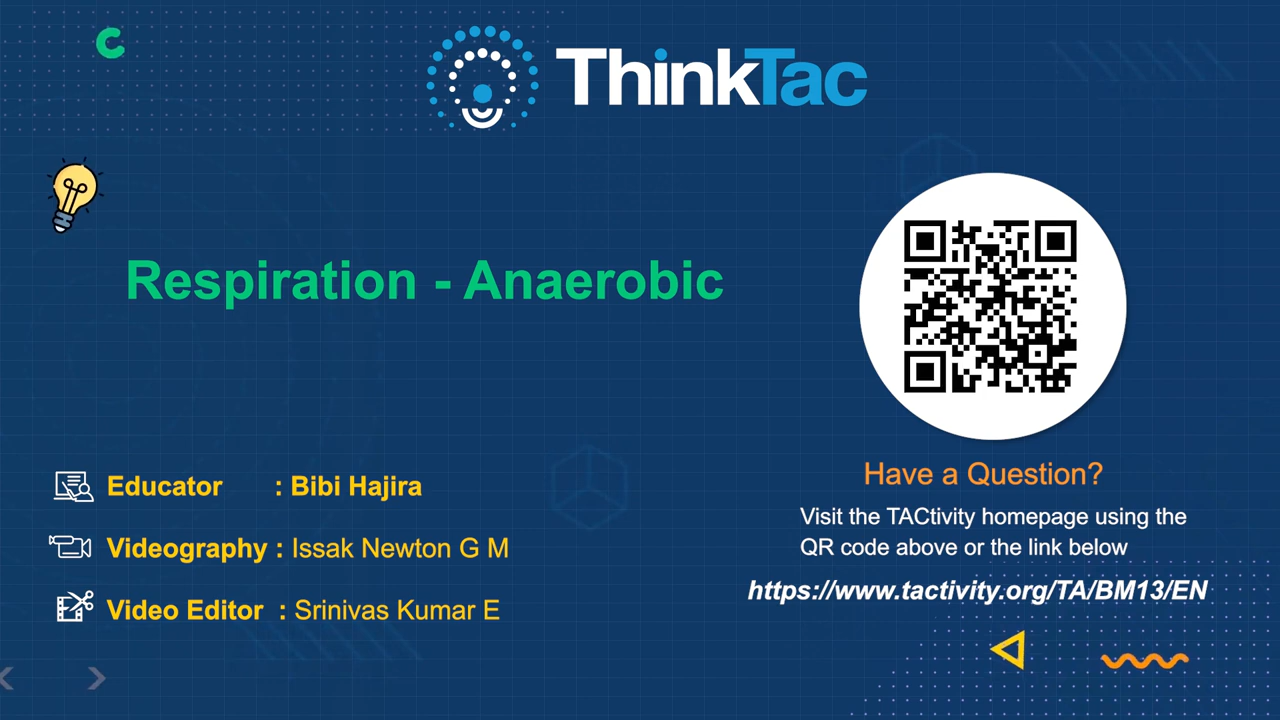 ThinkTac
Respiration - Anaerobic
Educator : Bibi Hajira
Videography : Issak Newton G M
Video Editor : Srinivas Kumar E
Have a Question?
Visit the TACtivity homepage using the
QR code above or the link below
https://www.tactivity.org/TA/BM13/EN